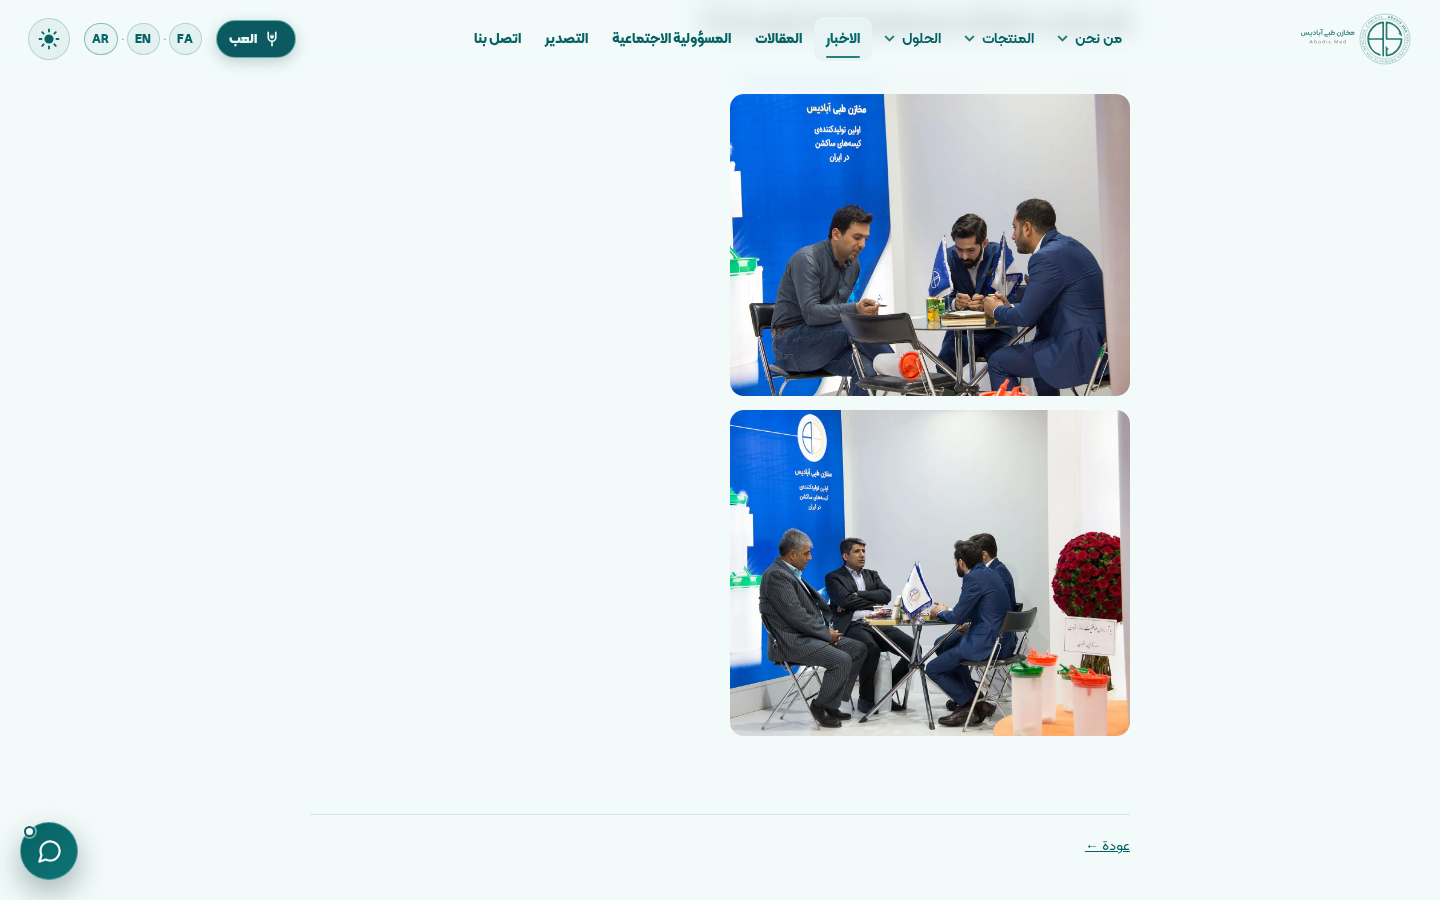 مخازن طبی آبادیس
Abadis Med
من نحن
المنتجات
الحلول
الاخبار
المقالات
المسؤولية الاجتماعية
التصدير
اتصل بنا
العب
FA · EN · AR
مخازن طبی آبادیس
اولین تولیدکننده‌ی
کیسه‌های ساکشن
در ایران
مخازن طبی آبادیس
اولین تولیدکننده‌ی
کیسه‌های ساکشن
در ایران
عودة ←